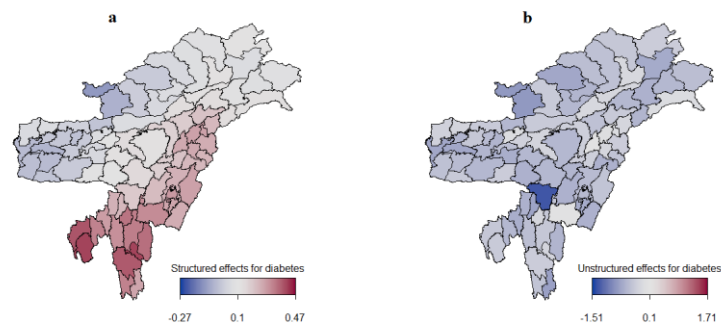 a
b
Structured effects for diabetes
-0.27 0.1 0.47
Unstructured effects for diabetes
-1.51 0.1 1.71